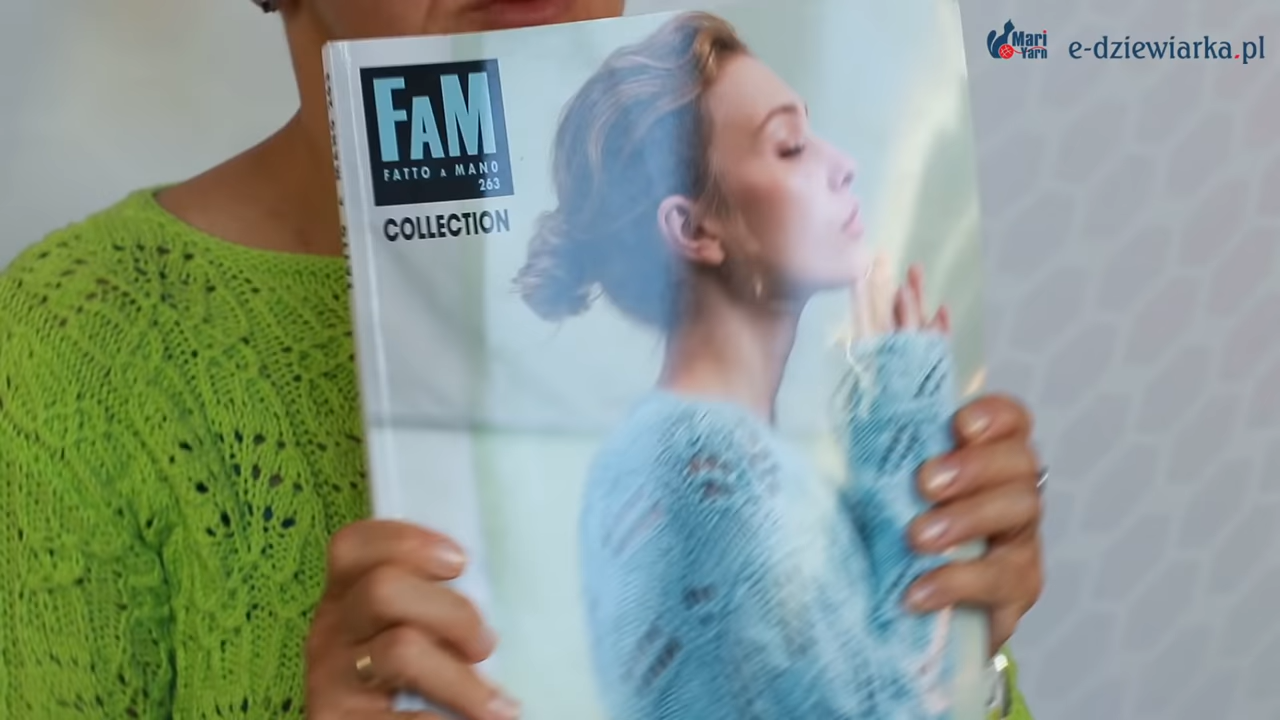 FAM
FATTO A MANO
263
COLLECTION
Mari
Yarn
e-dziewiarka.pl